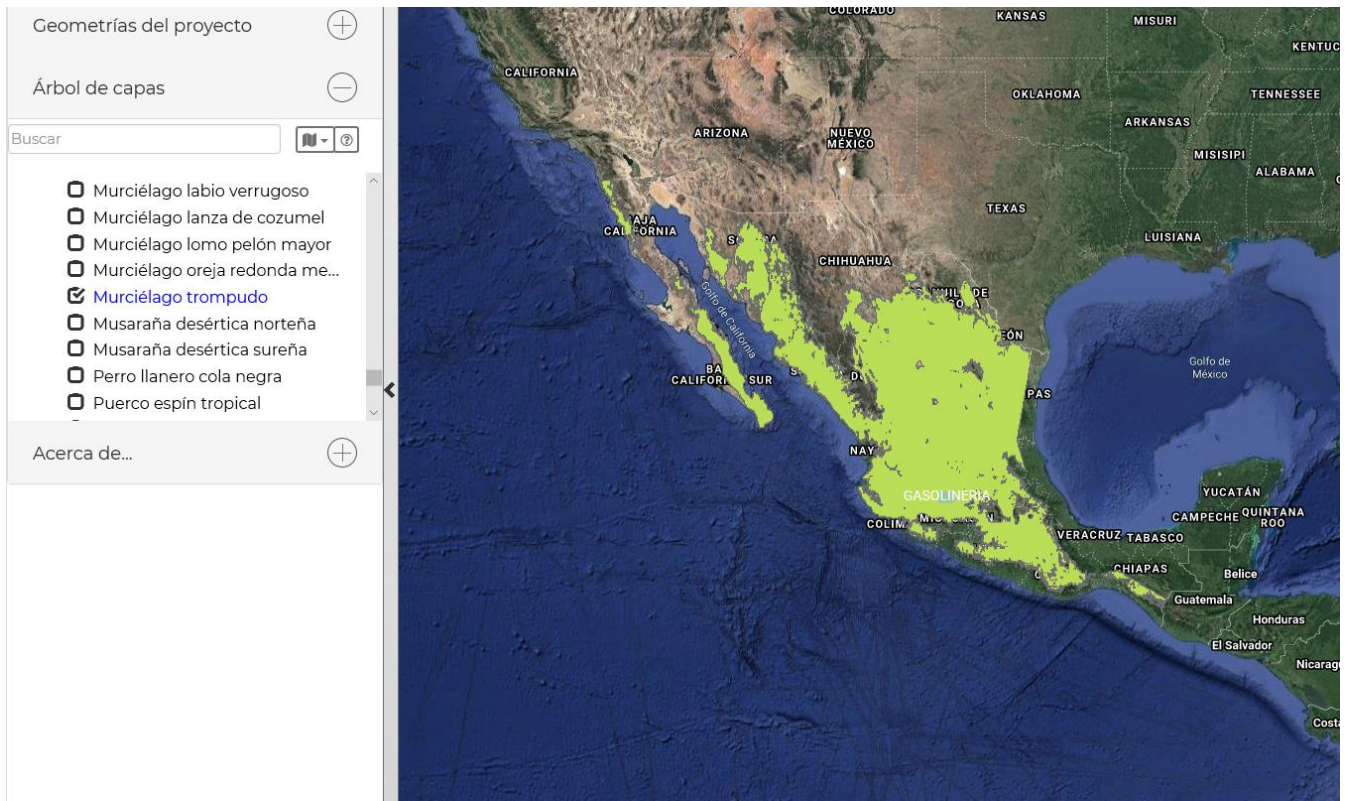 Geometrías del proyecto
Árbol de capas
Buscar
Murciélago labio verrugoso
Murciélago lanza de cozumel
Murciélago lomo pelón mayor
Murciélago oreja redonda me...
Murciélago trompudo
Musaraña desértica norteña
Musaraña desértica sureña
Perro llanero cola negra
Puerco espín tropical
Acerca de...
COLORADO
KANSAS
MISURI
KENTUC
CALIFORNIA
OKLAHOMA
TENNESSEE
ARKANSAS
ARIZONA
NUEVO
MÉXICO
MISISIPI
ALABAMA
TEXAS
LUISIANA
CHIHUAHUA
Golfo de California
Golfo de
México
SUR
NAY
GASOLINERIA
COLIM
YUCATÁN
CAMPECHE
QUINTANA
ROO
VERACRUZ
TABASCO
CHIAPAS
Belice
Guatemala
Honduras
El Salvador
Nicarag
Costa